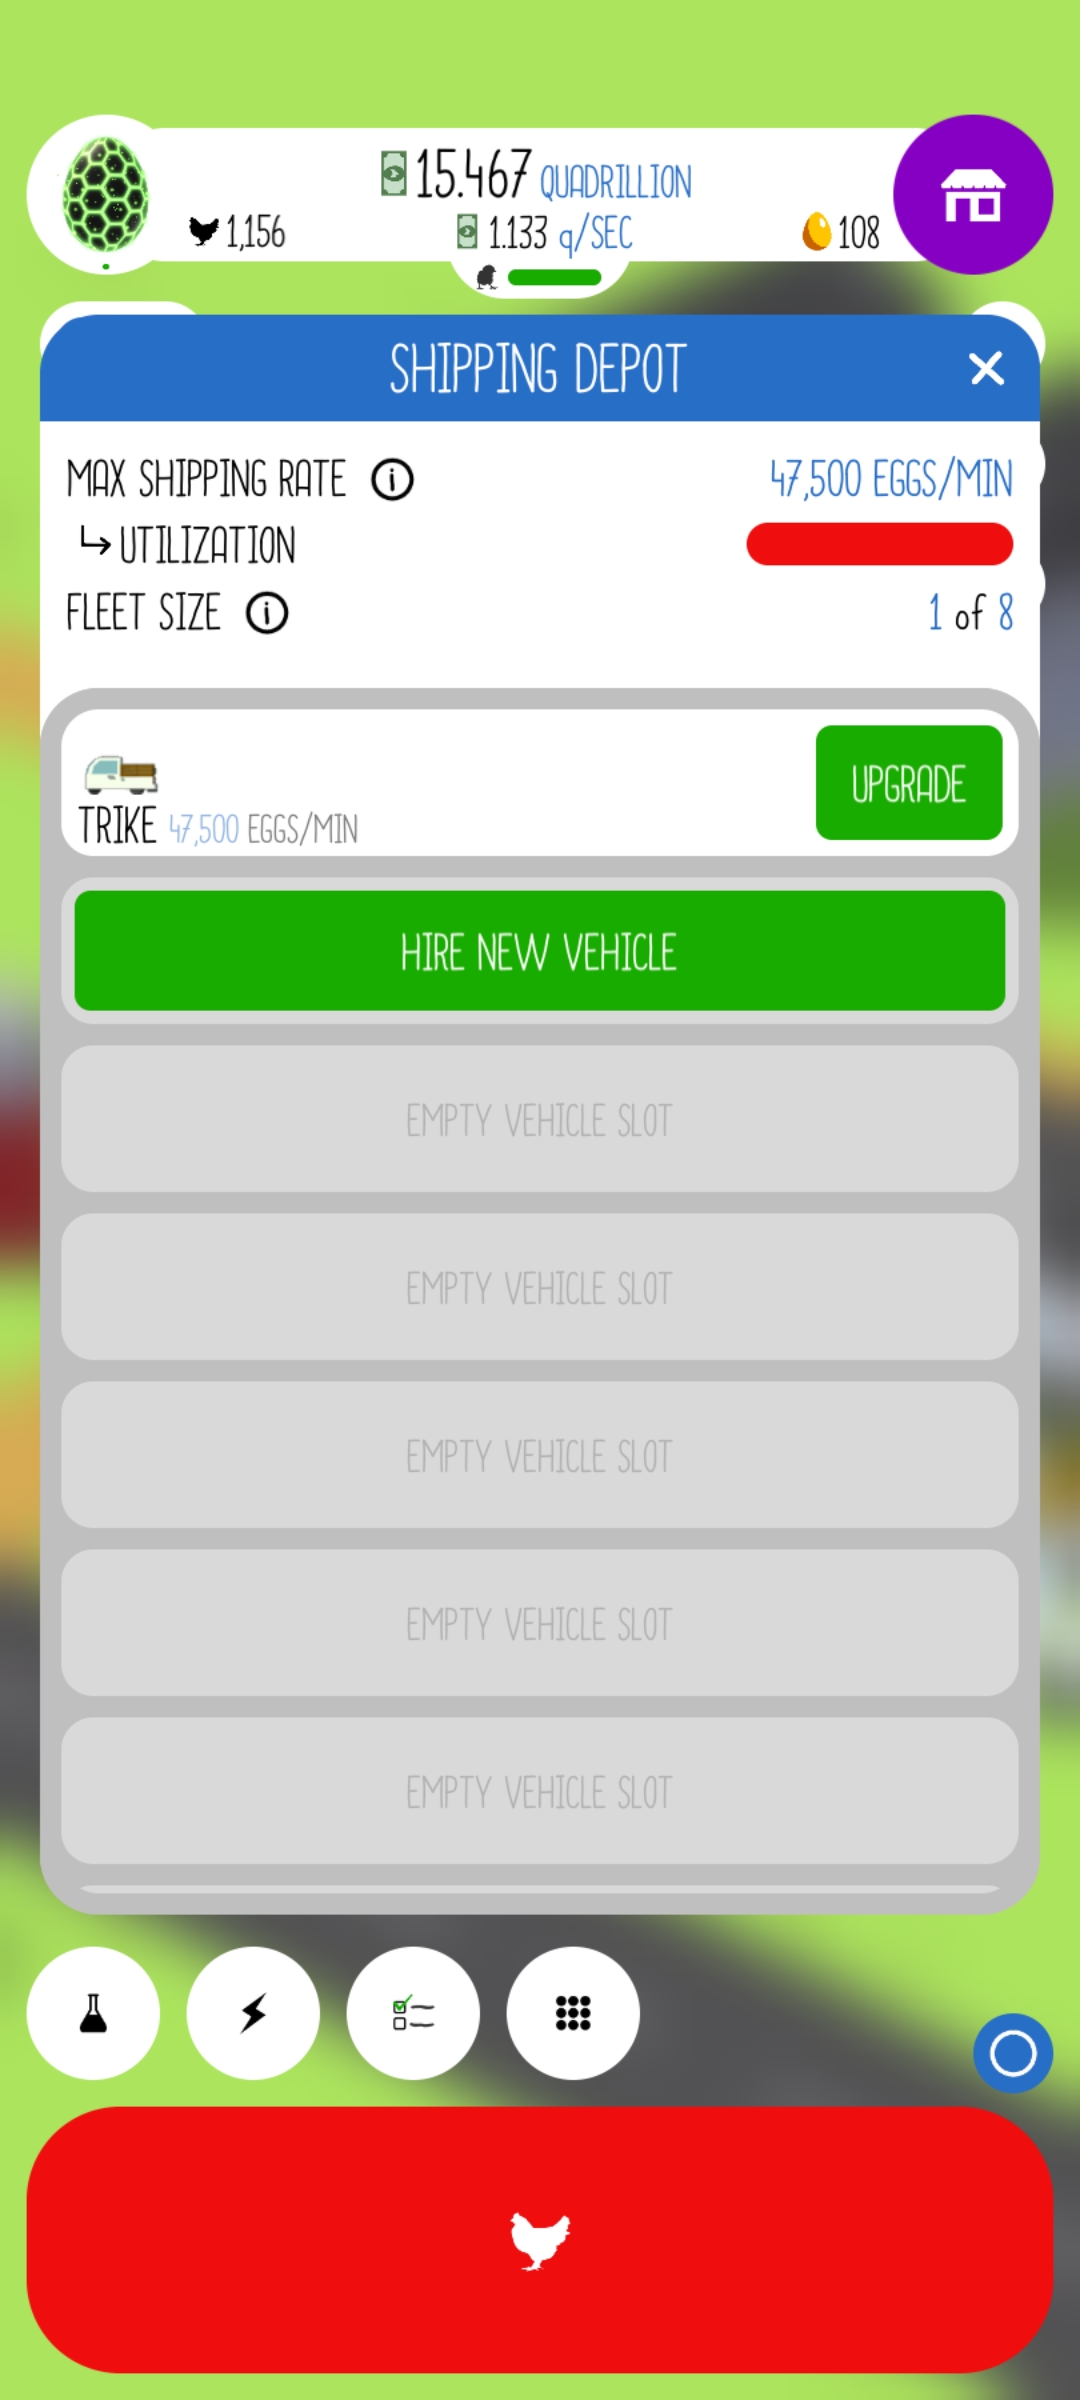 15.467 QUADRILLION
1,156
1.133 q/SEC
108
SHIPPING DEPOT
MAX SHIPPING RATE
47,500 EGGS/MIN
UTILIZATION
FLEET SIZE
1 of 8
UPGRADE
TRIKE 47,500 EGGS/MIN
HIRE NEW VEHICLE
EMPTY VEHICLE SLOT
EMPTY VEHICLE SLOT
EMPTY VEHICLE SLOT
EMPTY VEHICLE SLOT
EMPTY VEHICLE SLOT